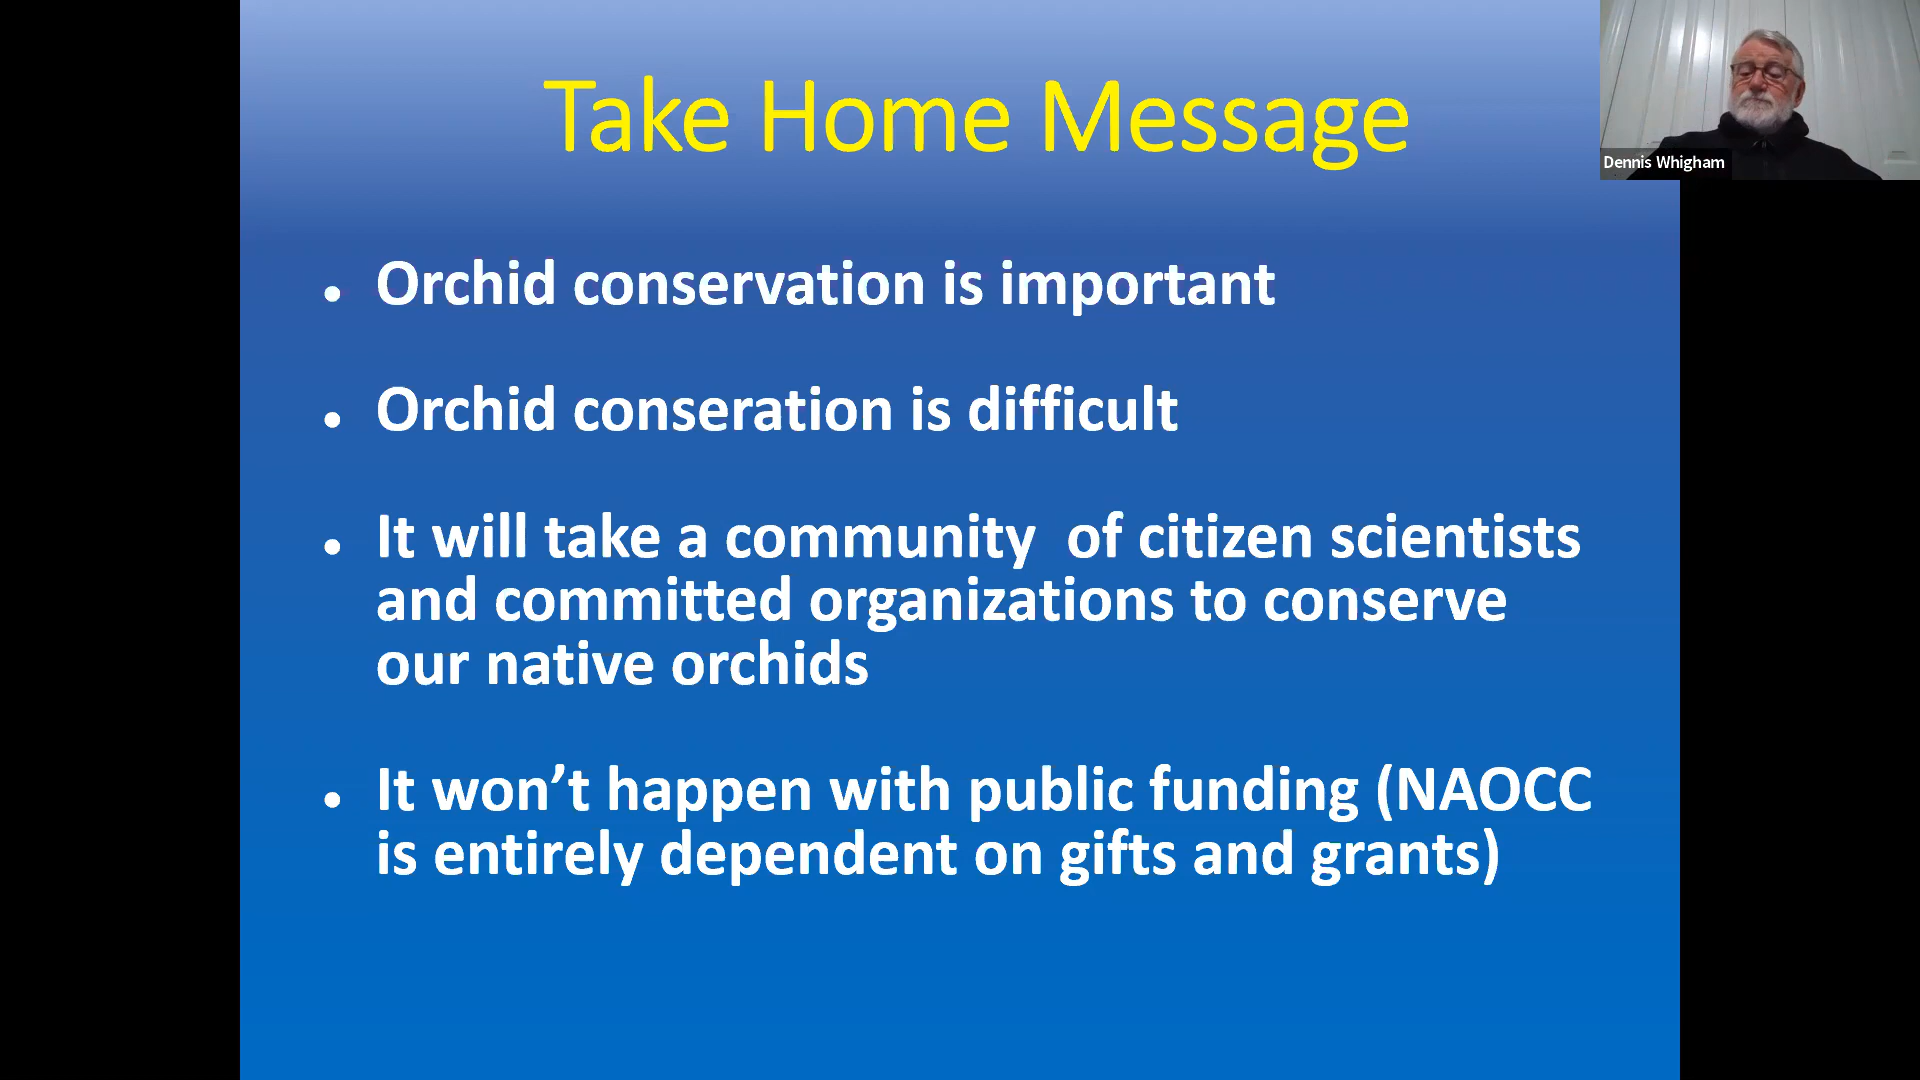 Take Home Message
Dennis Whigham
• Orchid conservation is important
• Orchid conseration is difficult
• It will take a community  of citizen scientists
and committed organizations to conserve
our native orchids
• It won’t happen with public funding (NAOCC
is entirely dependent on gifts and grants)